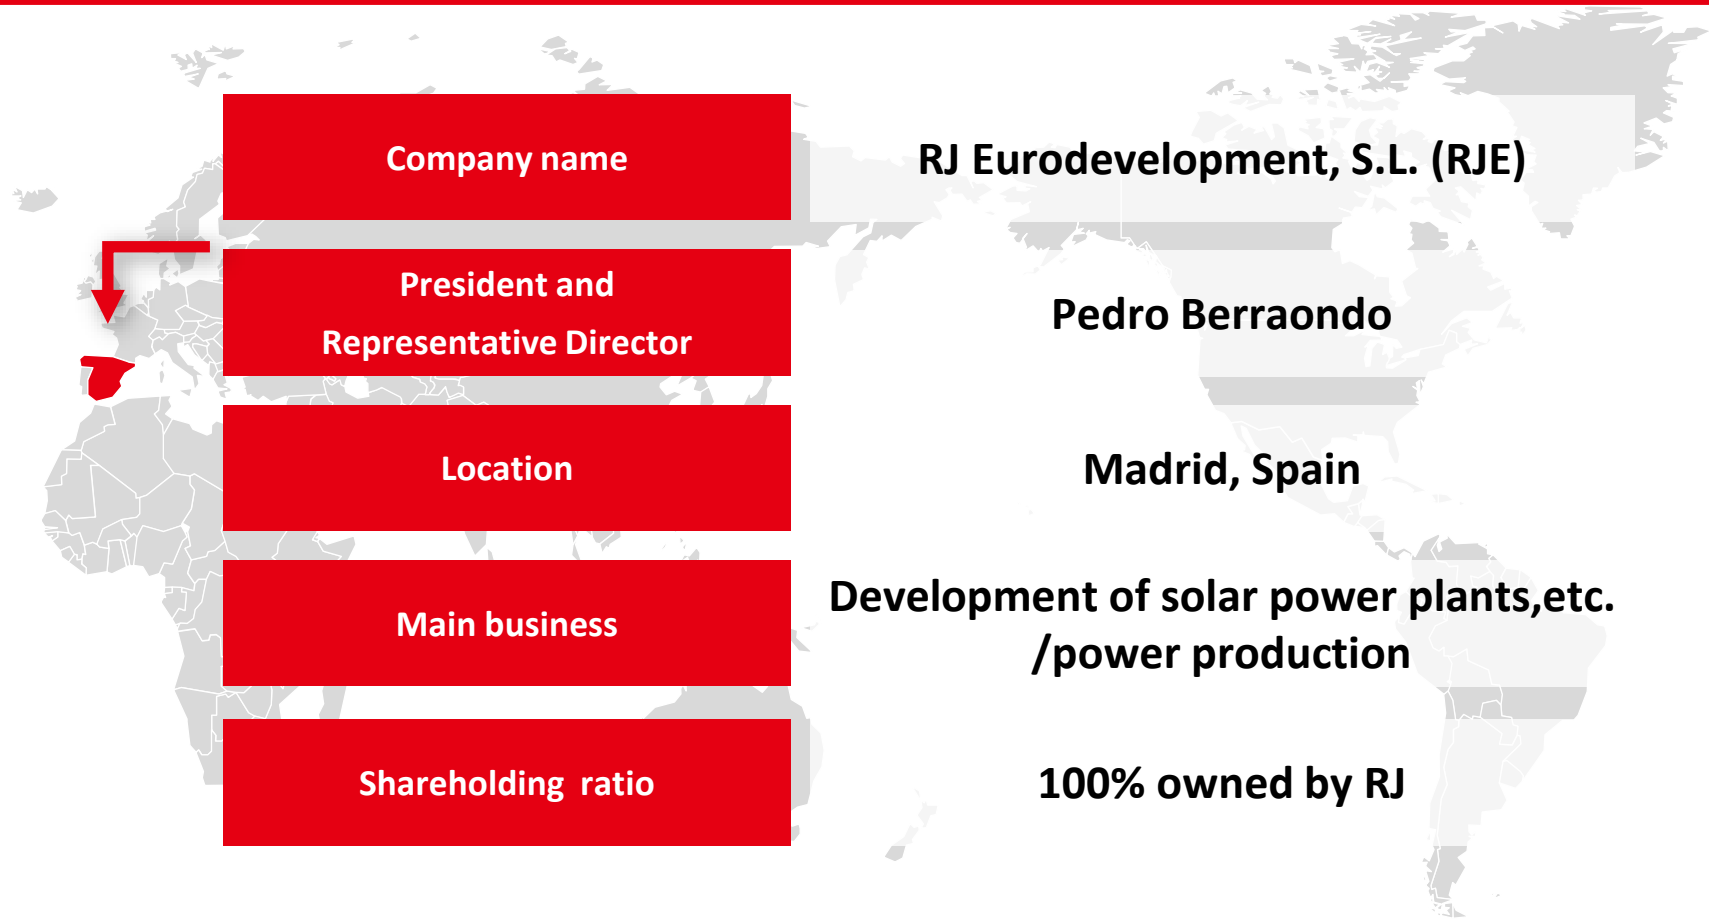 Company name
RJ Eurodevelopment, S.L. (RJE)
President and
Representative Director
Pedro Berraondo
Location
Madrid, Spain
Main business
Development of solar power plants,etc.
/power production
Shareholding  ratio
100% owned by RJ